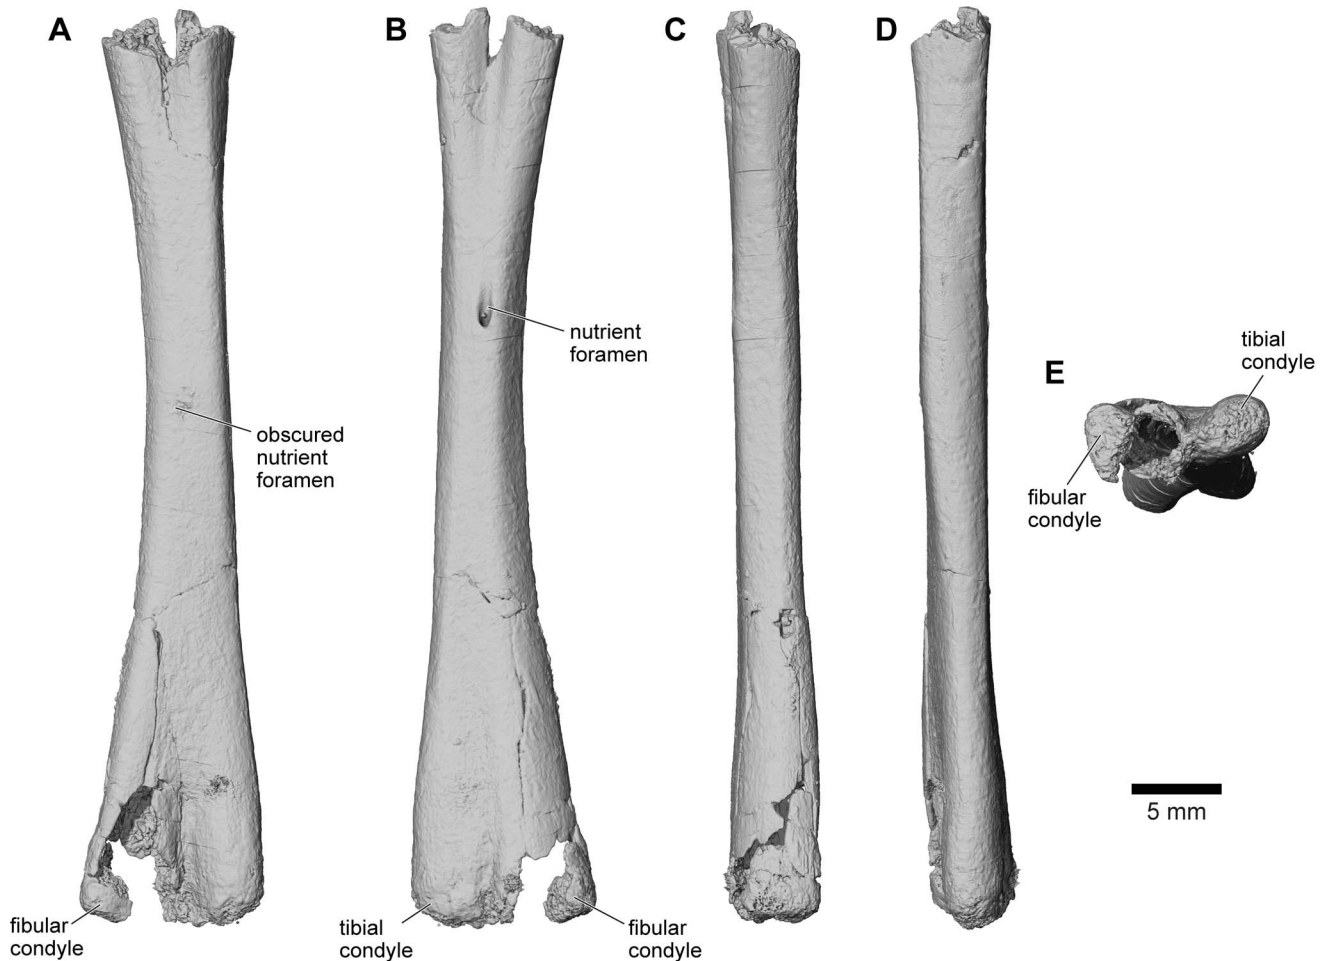 A
B
C
D
nutrient
foramen
tibial
condyle
E
obscured
nutrient
foramen
fibular
condyle
5 mm
fibular
condyle
tibial
condyle
fibular
condyle